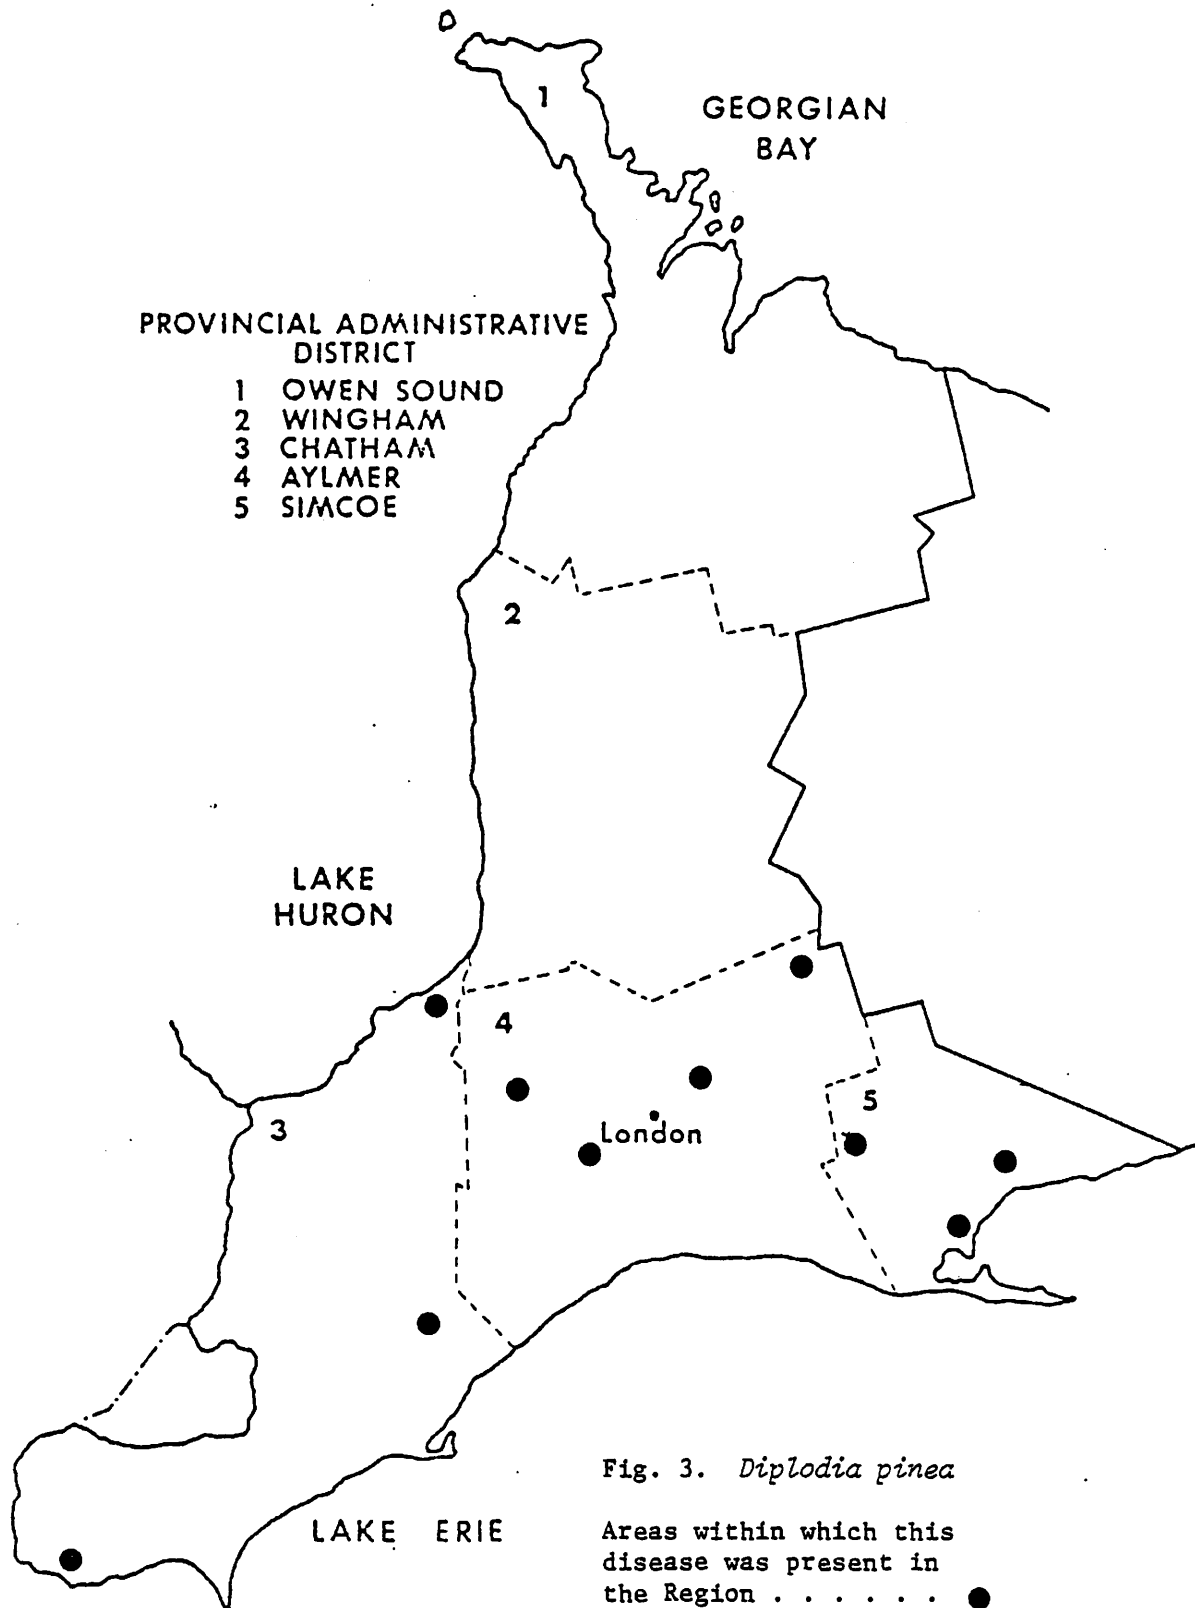 1
GEORGIAN
BAY
PROVINCIAL ADMINISTRATIVE
DISTRICT
1 OWEN SOUND
2 WINGHAM
3 CHATHAM
4 AYLMER
5 SIMCOE
2
LAKE
HURON
4
5
3
London
LAKE ERIE
Fig. 3. Diplodia pinea
Areas within which this
disease was present in
the Region . . . . . .